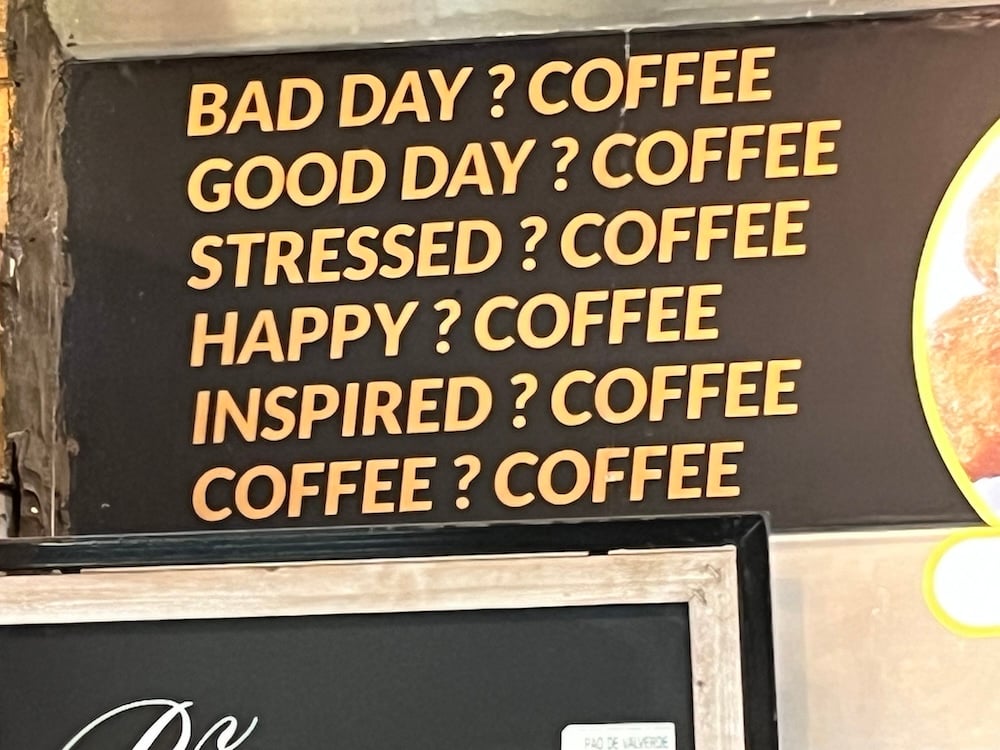 BAD DAY ? COFFEE
GOOD DAY ? COFFEE
STRESSED ? COFFEE
HAPPY ? COFFEE
INSPIRED ? COFFEE
COFFEE ? COFFEE
PAO DE VALVERDE